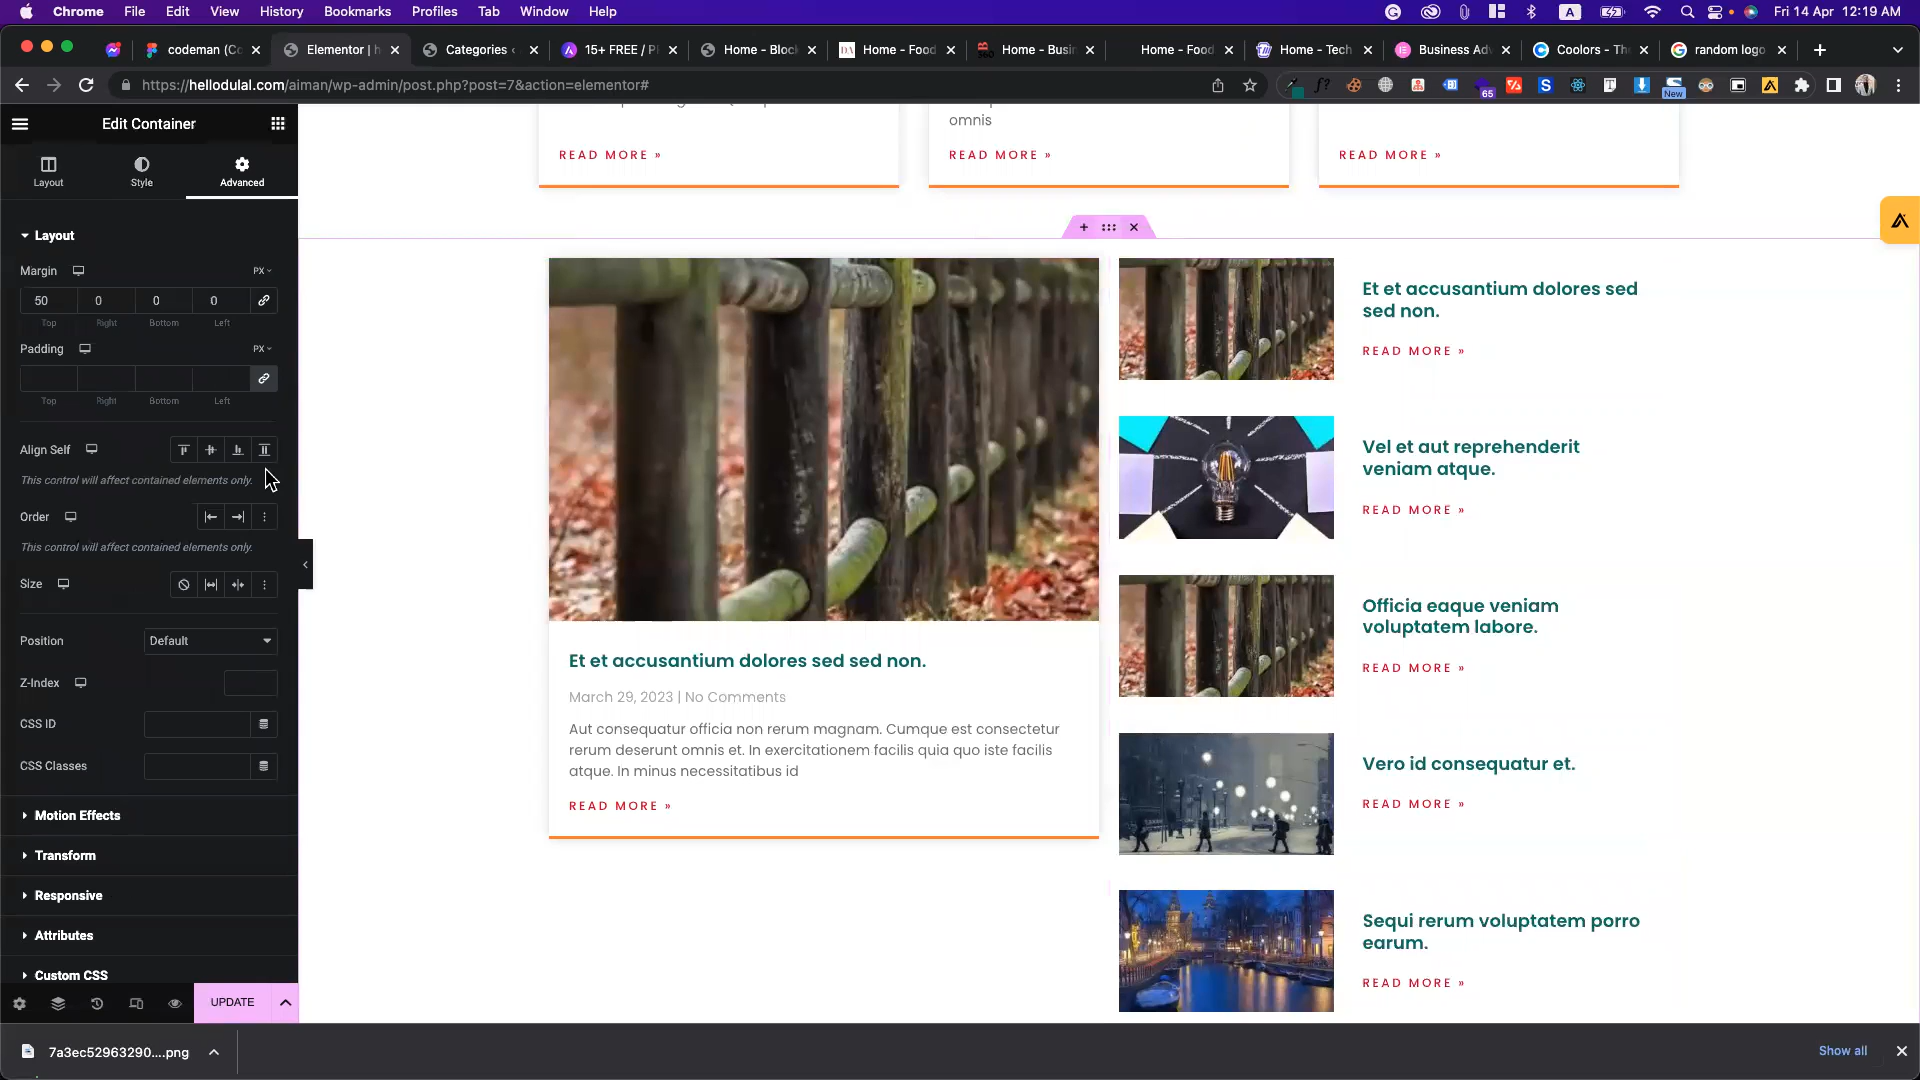 Chrome File Edit View History Bookmarks Profiles Tab Window Help
A
Fri 14 Apr 12:19 AM
codeman (Co
Elementor | h
Categories ‹
15+ FREE / P
Home - Block
Home - Food
Home - Busin
Home - Food
Home - Tech
Business Adv
Coolors - The
random logo
https://hellodulal.com/aiman/wp-admin/post.php?post=7&action=elementor#
65
New
Edit Container
Layout
Style
Advanced
Layout
Margin
PX
50 0 0 0
Top Right Bottom Left
Padding
PX
Top Right Bottom Left
Align Self
This control will affect contained elements only.
Order
This control will affect contained elements only.
Size
Position
Default
Z-Index
CSS ID
CSS Classes
Motion Effects
Transform
Responsive
Attributes
Custom CSS
UPDATE
omnis
READ MORE »
READ MORE »
READ MORE »
Et et accusantium dolores sed sed non.
March 29, 2023 | No Comments
Aut consequatur officia non rerum magnam. Cumque est consectetur
rerum deserunt omnis et. In exercitationem facilis quia quo iste facilis
atque. In minus necessitatibus id
READ MORE »
Et et accusantium dolores sed
sed non.
READ MORE »
Vel et aut reprehenderit
veniam atque.
READ MORE »
Officia eaque veniam
voluptatem labore.
READ MORE »
Vero id consequatur et.
READ MORE »
Sequi rerum voluptatem porro
earum.
READ MORE »
7a3ec52963290....png
Show all